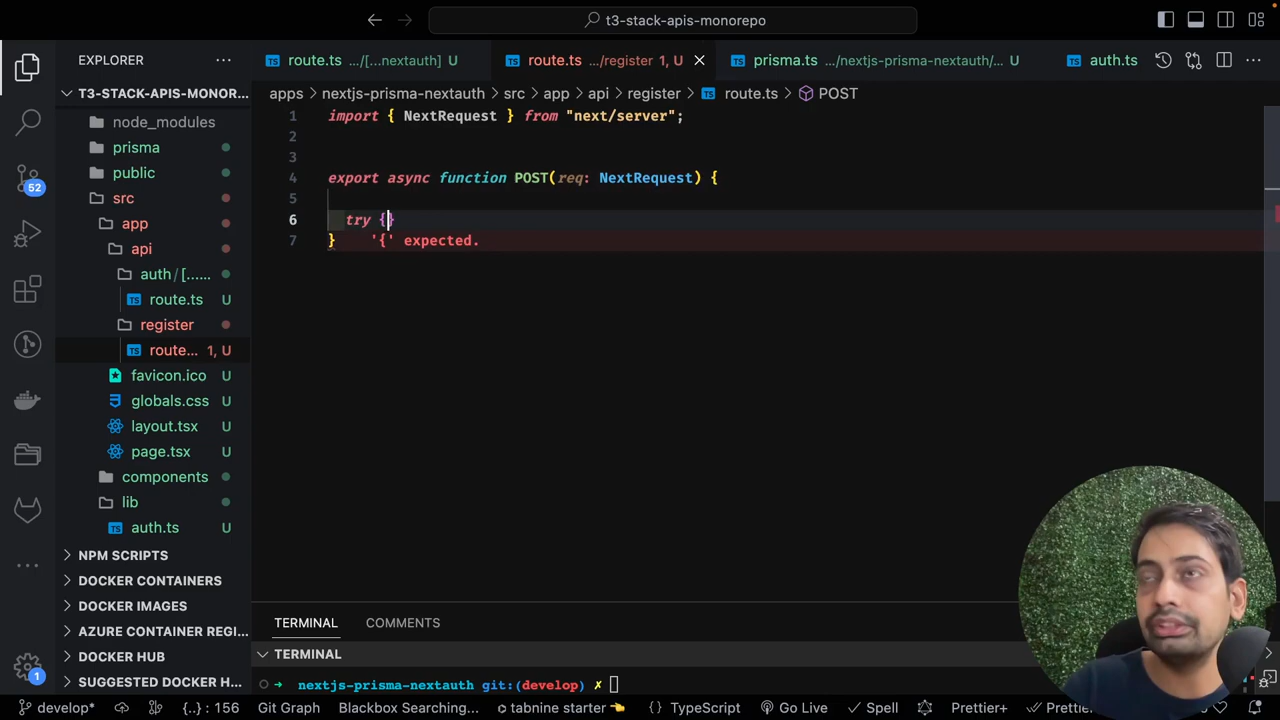 t3-stack-apis-monorepo
EXPLORER
route.ts .../[...nextauth] U
route.ts .../register 1, U
prisma.ts .../nextjs-prisma-nextauth/... U
auth.ts
T3-STACK-APIS-MONOR...
apps > nextjs-prisma-nextauth > src > app > api > register > route.ts > POST
node_modules
prisma
public
src
app
api
auth/[......
route.ts U
register
route... 1, U
favicon.ico U
globals.css U
layout.tsx U
page.tsx U
components
lib
auth.ts U
NPM SCRIPTS
DOCKER CONTAINERS
DOCKER IMAGES
AZURE CONTAINER REGI...
DOCKER HUB
SUGGESTED DOCKER H...
52
1
1 import { NextRequest } from "next/server";
2
3
4 export async function POST(req: NextRequest) {
5
6 try {}
7 } '{' expected.
TERMINAL COMMENTS
TERMINAL
nextjs-prisma-nextauth git:(develop) ✗
develop* {..} : 156 Git Graph Blackbox Searching... tabnine starter 👈 {} TypeScript Go Live Spell Prettier+ Prettier